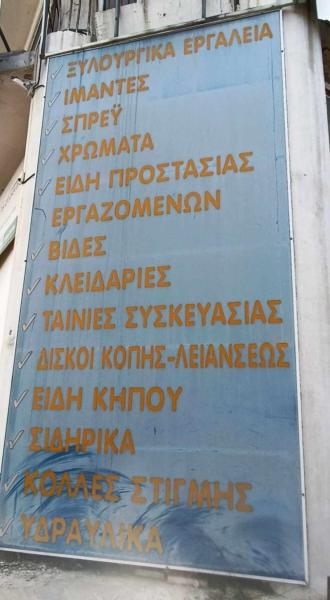 ✓ ΞΥΛΟΥΡΓΙΚΑ ΕΡΓΑΛΕΙΑ
✓ ΙΜΑΝΤΕΣ
✓ ΣΠΡΕΫ
✓ ΧΡΩΜΑΤΑ
✓ ΕΙΔΗ ΠΡΟΣΤΑΣΙΑΣ
ΕΡΓΑΖΟΜΕΝΩΝ
✓ ΒΙΔΕΣ
✓ ΚΛΕΙΔΑΡΙΕΣ
✓ ΤΑΙΝΙΕΣ ΣΥΣΚΕΥΑΣΙΑΣ
✓ ΔΙΣΚΟΙ ΚΟΠΗΣ-ΛΕΙΑΝΣΕΩΣ
✓ ΕΙΔΗ ΚΗΠΟΥ
✓ ΣΙΔΗΡΙΚΑ
✓ ΚΟΛΛΕΣ ΣΤΙΓΜΗΣ
✓ ΥΔΡΑΥΛΙΚΑ